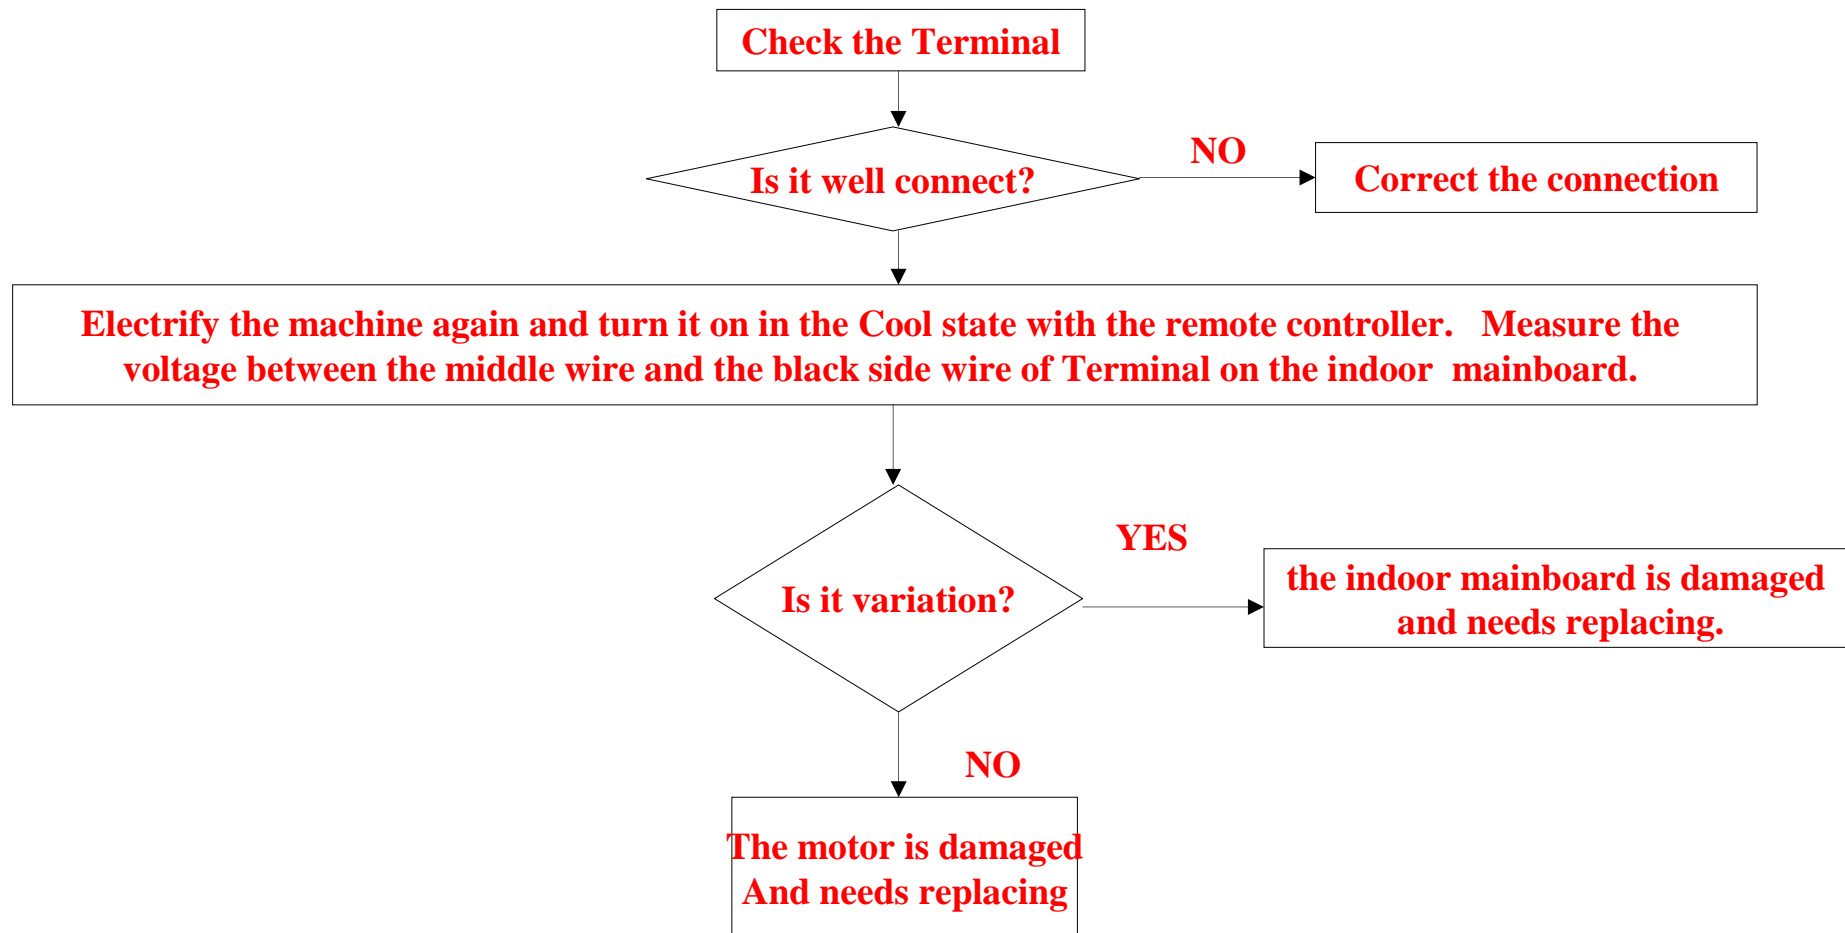 Check the Terminal
Is it well connect?
NO
Correct the connection
Electrify the machine again and turn it on in the Cool state with the remote controller. Measure the
voltage between the middle wire and the black side wire of Terminal on the indoor mainboard.
Is it variation?
YES
the indoor mainboard is damaged
and needs replacing.
NO
The motor is damaged
And needs replacing